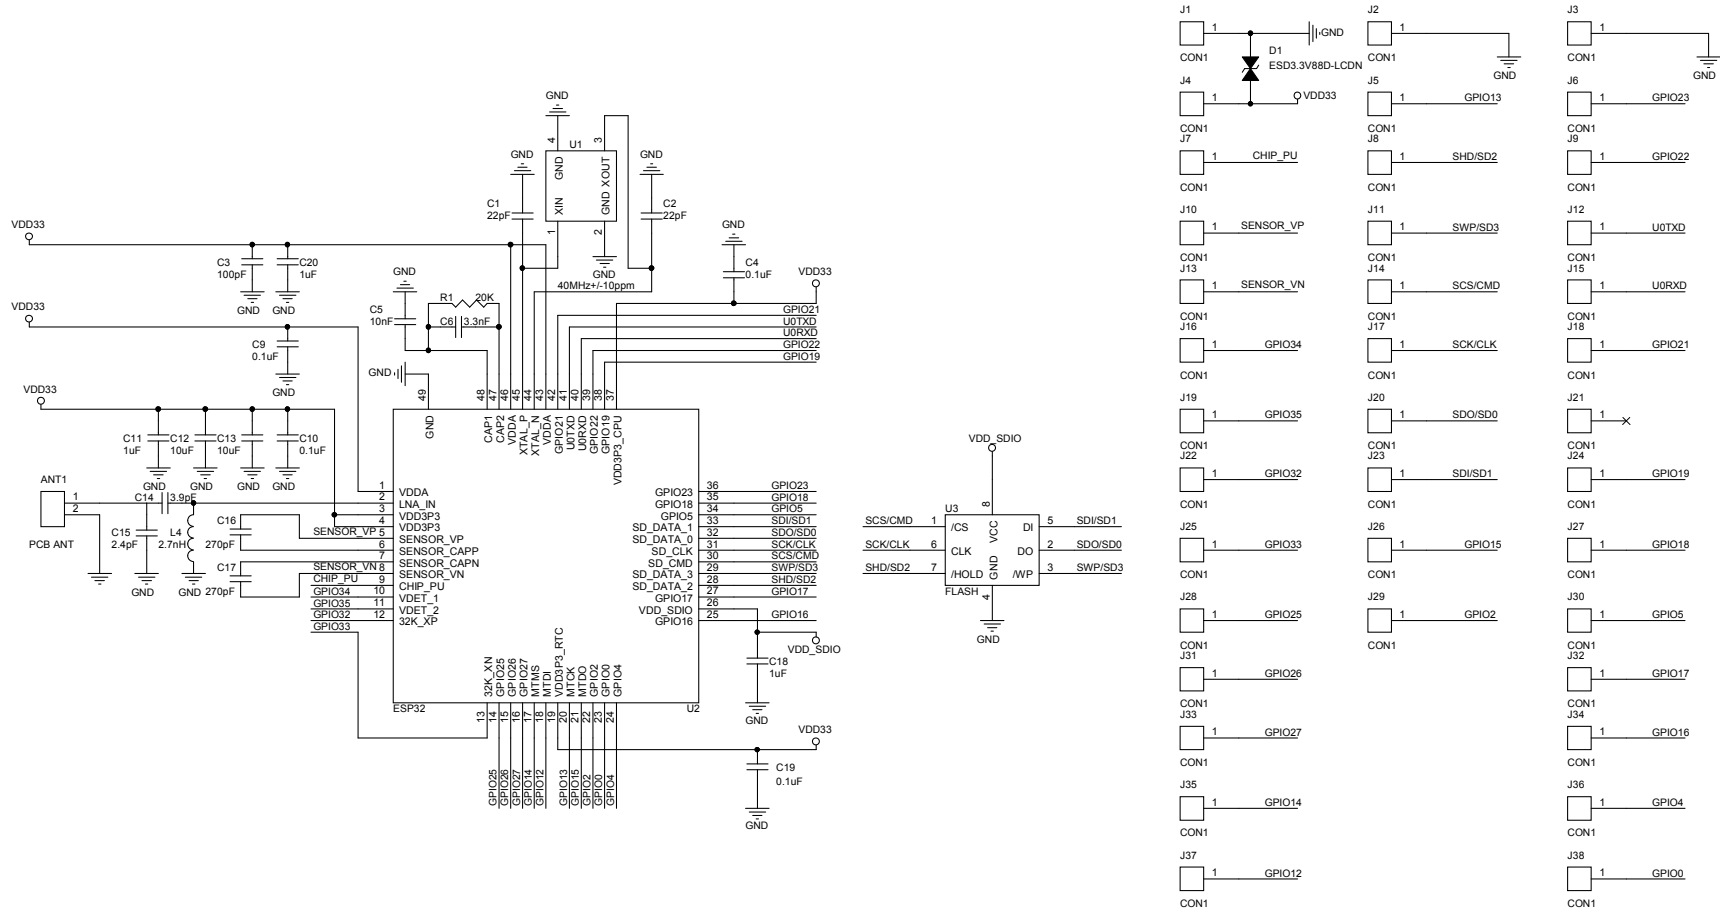 VDD33
C3
100pF
GND
C20
1uF
GND
VDD33
C9
0.1uF
GND
VDD33
C11
1uF
GND
C12
10uF
GND
C13
10uF
GND
C10
0.1uF
GND
ANT1
1
2
PCB ANT
C14
3.9pF
C15
2.4pF
GND
L4
2.7nH
GND
C16
270pF
C17
270pF
SENSOR_VP
SENSOR_VN
CHIP_PU
GPIO34
GPIO35
GPIO32
GPIO33
GND
C5
10nF
R1
20K
C6
3.3nF
GND
GND
C1
22pF
GND
4
U1
3
GND
XOUT
XIN
GND
1
2
GND
40MHz+/-10ppm
GND
C2
22pF
GND
C4
0.1uF
VDD33
GPIO21
U0TXD
U0RXD
GPIO22
GPIO19
49
48
47
46
45
44
43
42
41
40
39
38
37
GND
CAP1
CAP2
VDDA
XTAL_P
XTAL_N
VDDA
GPIO21
U0TXD
U0RXD
GPIO22
GPIO19
VDD3P3_CPU
1 VDDA
2 LNA_IN
3 VDD3P3
4 VDD3P3
5 SENSOR_VP
6 SENSOR_CAPP
7 SENSOR_CAPN
8 SENSOR_VN
9 CHIP_PU
10 VDET_1
11 VDET_2
12 32K_XP
GPIO23 36 GPIO23
GPIO18 35 GPIO18
GPIO5 34 GPIO5
SD_DATA_1 33 SDI/SD1
SD_DATA_0 32 SDO/SD0
SD_CLK 31 SCK/CLK
SD_CMD 30 SCS/CMD
SD_DATA_3 29 SWP/SD3
SD_DATA_2 28 SHD/SD2
GPIO17 27 GPIO17
VDD_SDIO 26
GPIO16 25 GPIO16
VDD_SDIO
C18
1uF
GND
32K_XN
GPIO25
GPIO26
GPIO27
MTMS
MTDI
VDD3P3_RTC
MTCK
MTDO
GPIO2
GPIO0
GPIO4
ESP32
U2
13
14
15
16
17
18
19
20
21
22
23
24
GPIO25
GPIO26
GPIO27
GPIO14
GPIO12
GPIO13
GPIO15
GPIO2
GPIO0
GPIO4
VDD33
C19
0.1uF
GND
VDD_SDIO
U3
8
SCS/CMD 1 /CS
SCK/CLK 6 CLK
SHD/SD2 7 /HOLD
VCC
GND
DI 5 SDI/SD1
DO 2 SDO/SD0
/WP 3 SWP/SD3
FLASH
4
GND
J1
1
GND
CON1
D1
ESD3.3V88D-LCDN
J4
1
VDD33
CON1
J7
1
CHIP_PU
CON1
J10
1
SENSOR_VP
CON1
J13
1
SENSOR_VN
CON1
J16
1
GPIO34
CON1
J19
1
GPIO35
CON1
J22
1
GPIO32
CON1
J25
1
GPIO33
CON1
J28
1
GPIO25
CON1
J31
1
GPIO26
CON1
J33
1
GPIO27
CON1
J35
1
GPIO14
CON1
J37
1
GPIO12
CON1
J2
1
CON1
GND
J5
1
GPIO13
CON1
J8
1
SHD/SD2
CON1
J11
1
SWP/SD3
CON1
J14
1
SCS/CMD
CON1
J17
1
SCK/CLK
CON1
J20
1
SDO/SD0
CON1
J23
1
SDI/SD1
CON1
J26
1
GPIO15
CON1
J29
1
GPIO2
CON1
J3
1
CON1
GND
J6
1
GPIO23
CON1
J9
1
GPIO22
CON1
J12
1
U0TXD
CON1
J15
1
U0RXD
CON1
J18
1
GPIO21
CON1
J21
1
CON1
J24
1
GPIO19
CON1
J27
1
GPIO18
CON1
J30
1
GPIO5
CON1
J32
1
GPIO17
CON1
J34
1
GPIO16
CON1
J36
1
GPIO4
CON1
J38
1
GPIO0
CON1